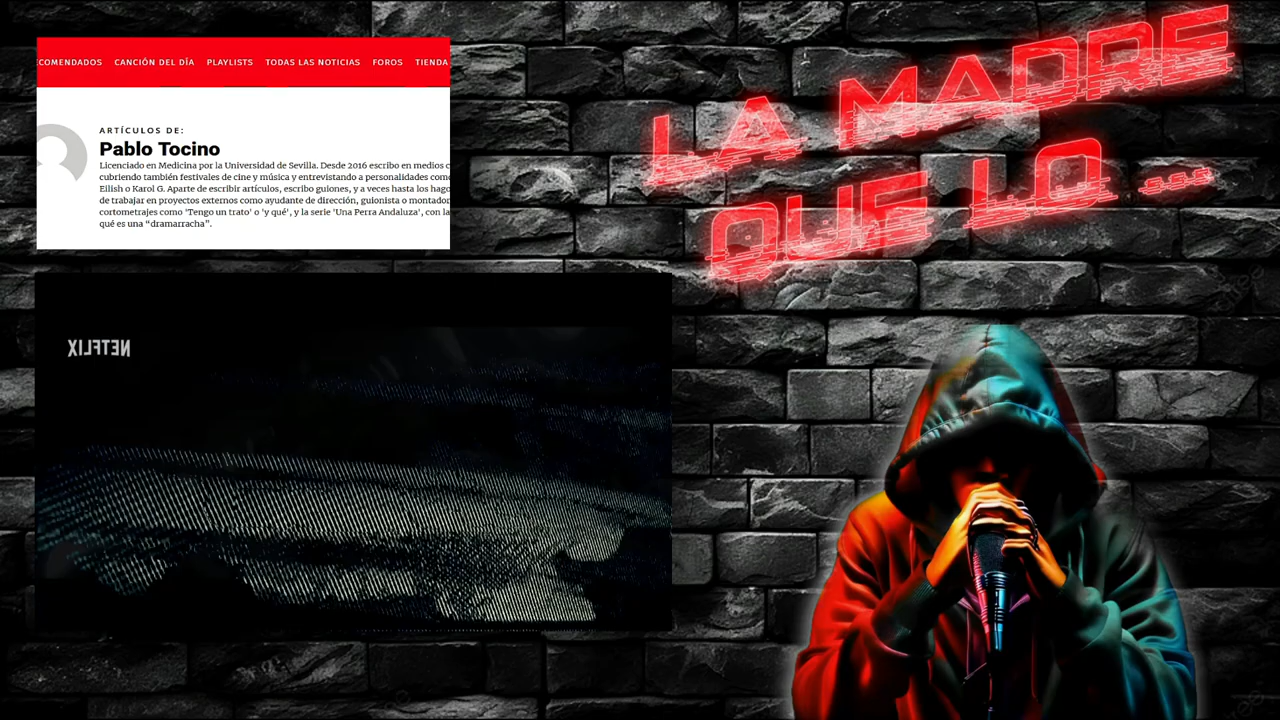 COMENDADOS CANCIÓN DEL DÍA PLAYLISTS TODAS LAS NOTICIAS FOROS TIENDA
ARTÍCULOS DE:
Pablo Tocino
Licenciado en Medicina por la Universidad de Sevilla. Desde 2016 escribo en medios
cubriendo también festivales de cine y música y entrevistando a personalidades como
Eilish o Karol G. Aparte de escribir artículos, escribo guiones, y a veces hasta los hago
de trabajar en proyectos externos como ayudante de dirección, guionista o montador
cortometrajes como 'Tengo un trato' o 'y qué', y la serie 'Una Perra Andaluza', con la
qué es una “dramarracha”.
LA MADRE
QUE LO ...
NETFLIX